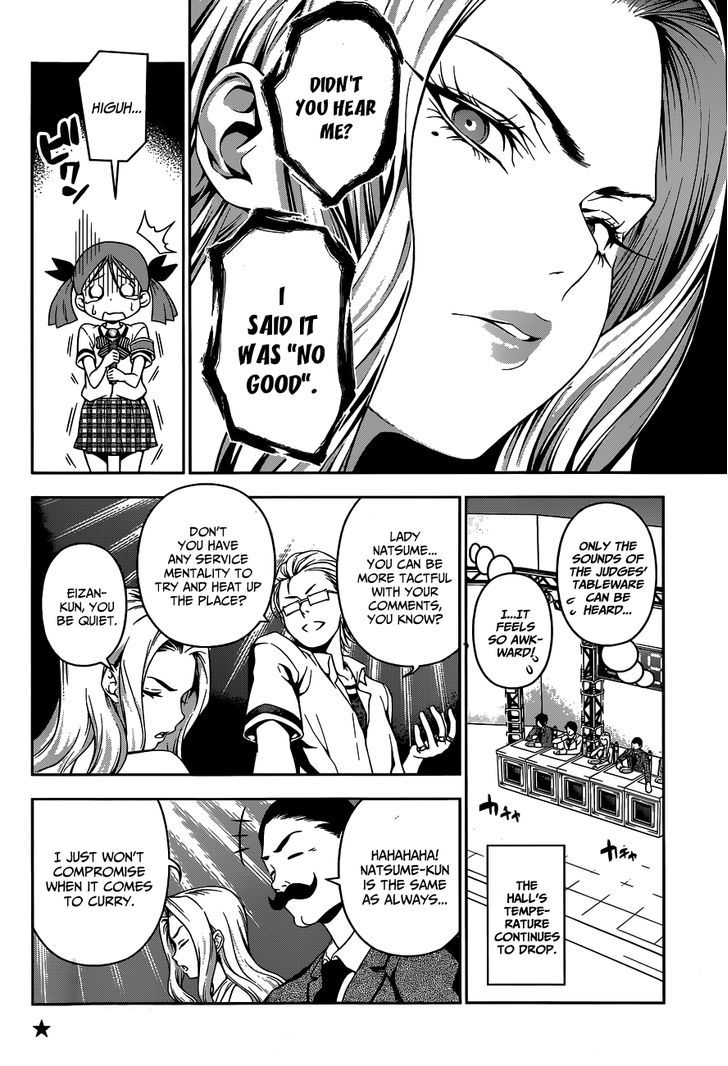 DIDN'T
YOU HEAR
ME?
I
SAID IT
WAS "NO
GOOD".
HIGUH...
ビクン
ONLY THE
SOUNDS OF
THE JUDGES'
TABLEWARE
CAN BE
HEARD...
I...IT
FEELS
SO AWK-
WARD!
カチャ
カチャ
THE
HALL'S
TEMPE-
RATURE
CONTINUES
TO DROP.
LADY
NATSUME...
YOU CAN BE
MORE TACTFUL
WITH YOUR
COMMENTS,
YOU KNOW?
DON'T
YOU HAVE
ANY SERVICE
MENTALITY TO
TRY AND HEAT UP
THE PLACE?
EIZAN-
KUN, YOU
BE QUIET.
HAHAHAHA!
NATSUME-KUN
IS THE SAME
AS ALWAYS...
I JUST WON'T
COMPROMISE
WHEN IT COMES
TO CURRY.